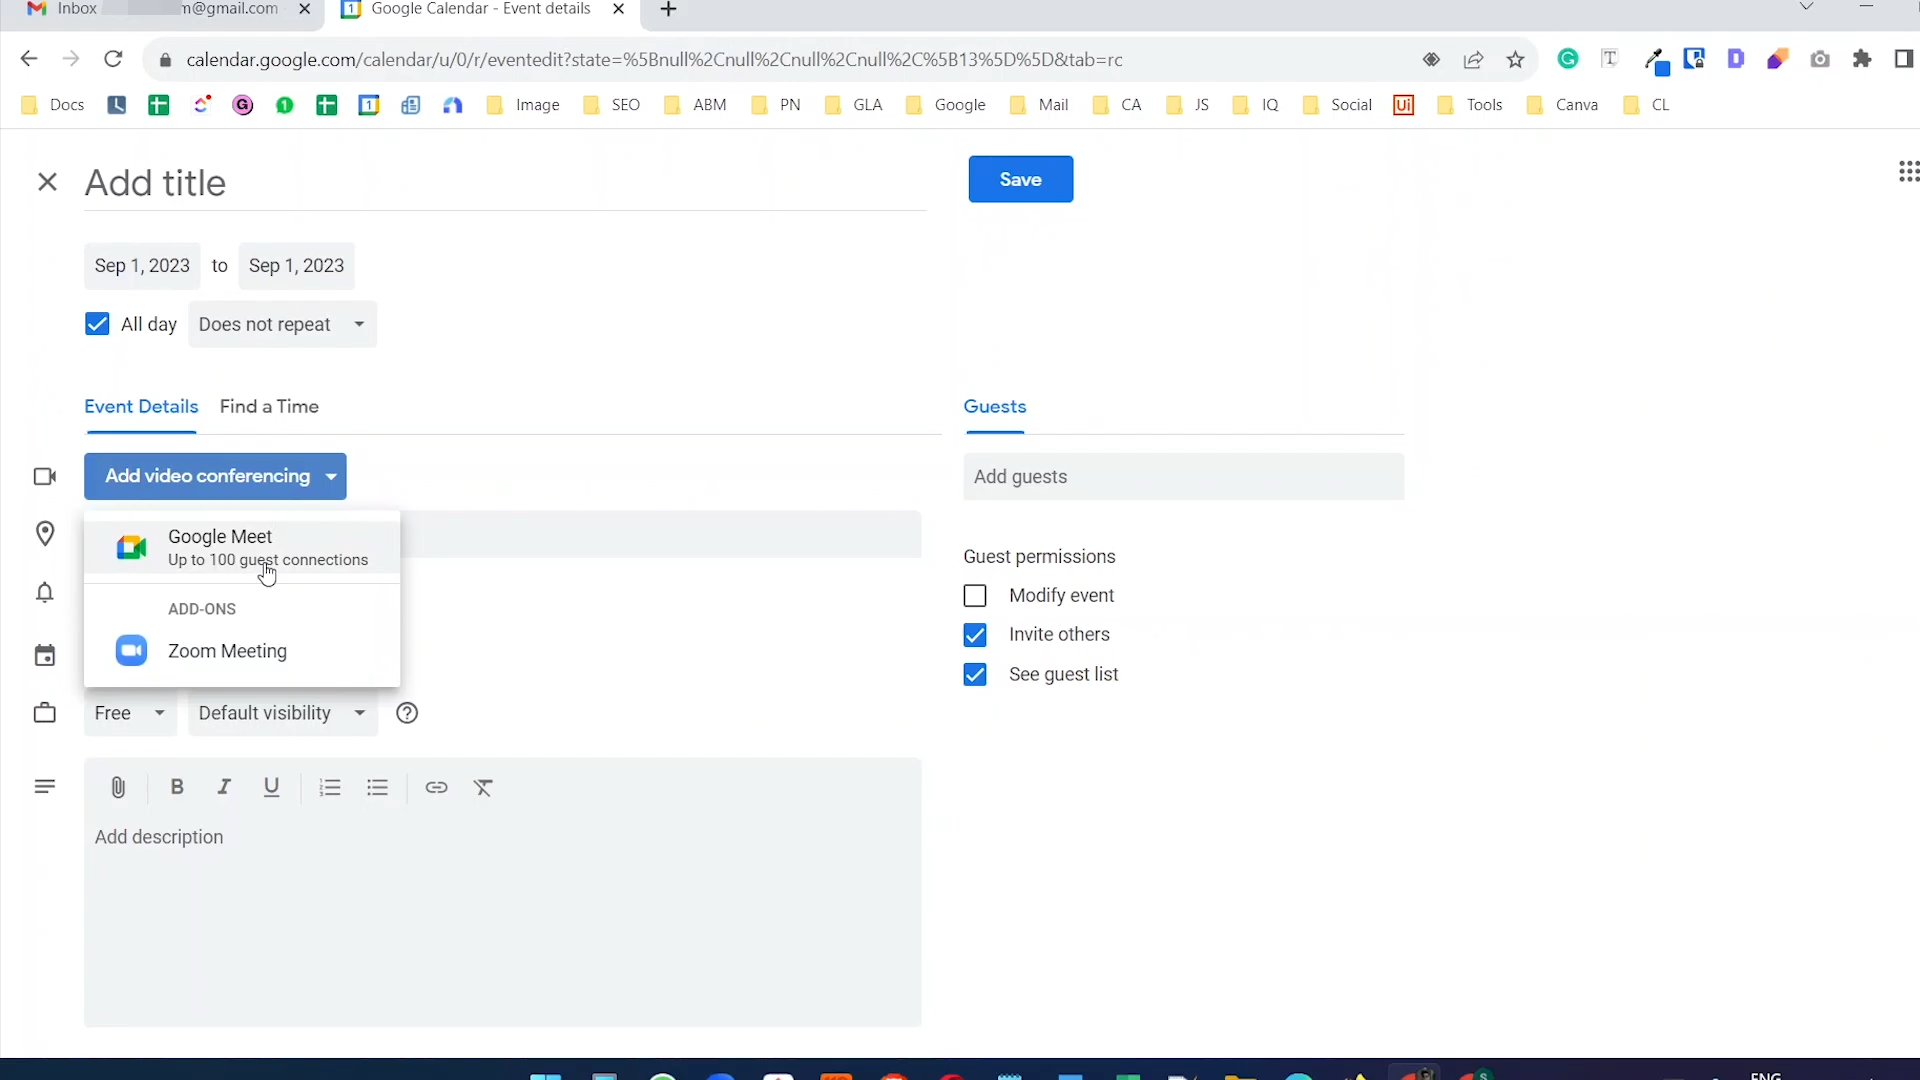 Inbox m@gmail.com
Google Calendar - Event details
calendar.google.com/calendar/u/0/r/eventedit?state=%5Bnull%2Cnull%2Cnull%2Cnull%2C%5B13%5D%5D&tab=rc
Docs Image SEO ABM PN GLA Google Mail CA JS IQ Social Ui Tools Canva CL
Add title
Save
Sep 1, 2023 to Sep 1, 2023
All day Does not repeat
Event Details Find a Time
Guests
Add video conferencing
Add guests
Google Meet
Up to 100 guest connections
Guest permissions
Modify event
ADD-ONS
Invite others
Zoom Meeting
See guest list
Free Default visibility
B I U
Add description
ENG